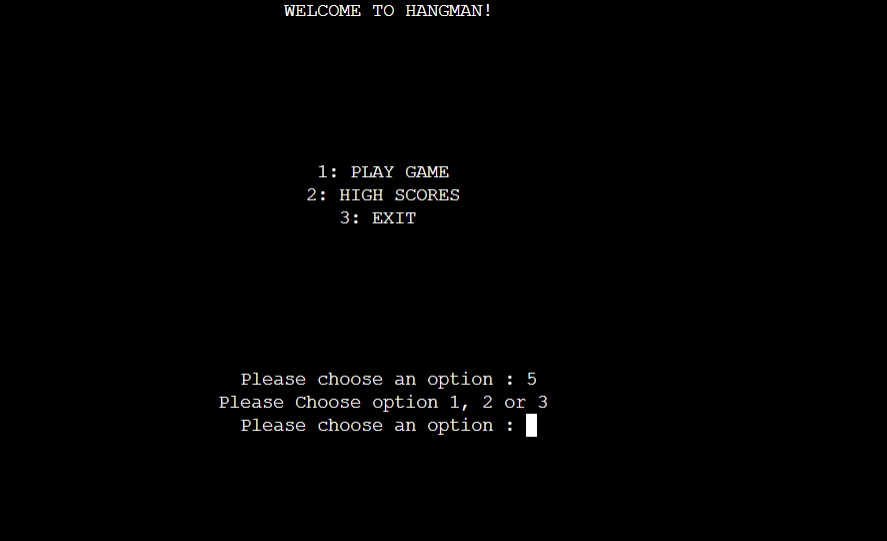 WELCOME TO HANGMAN!
1: PLAY GAME
2: HIGH SCORES
3: EXIT
Please choose an option : 5
Please Choose option 1, 2 or 3
Please choose an option :